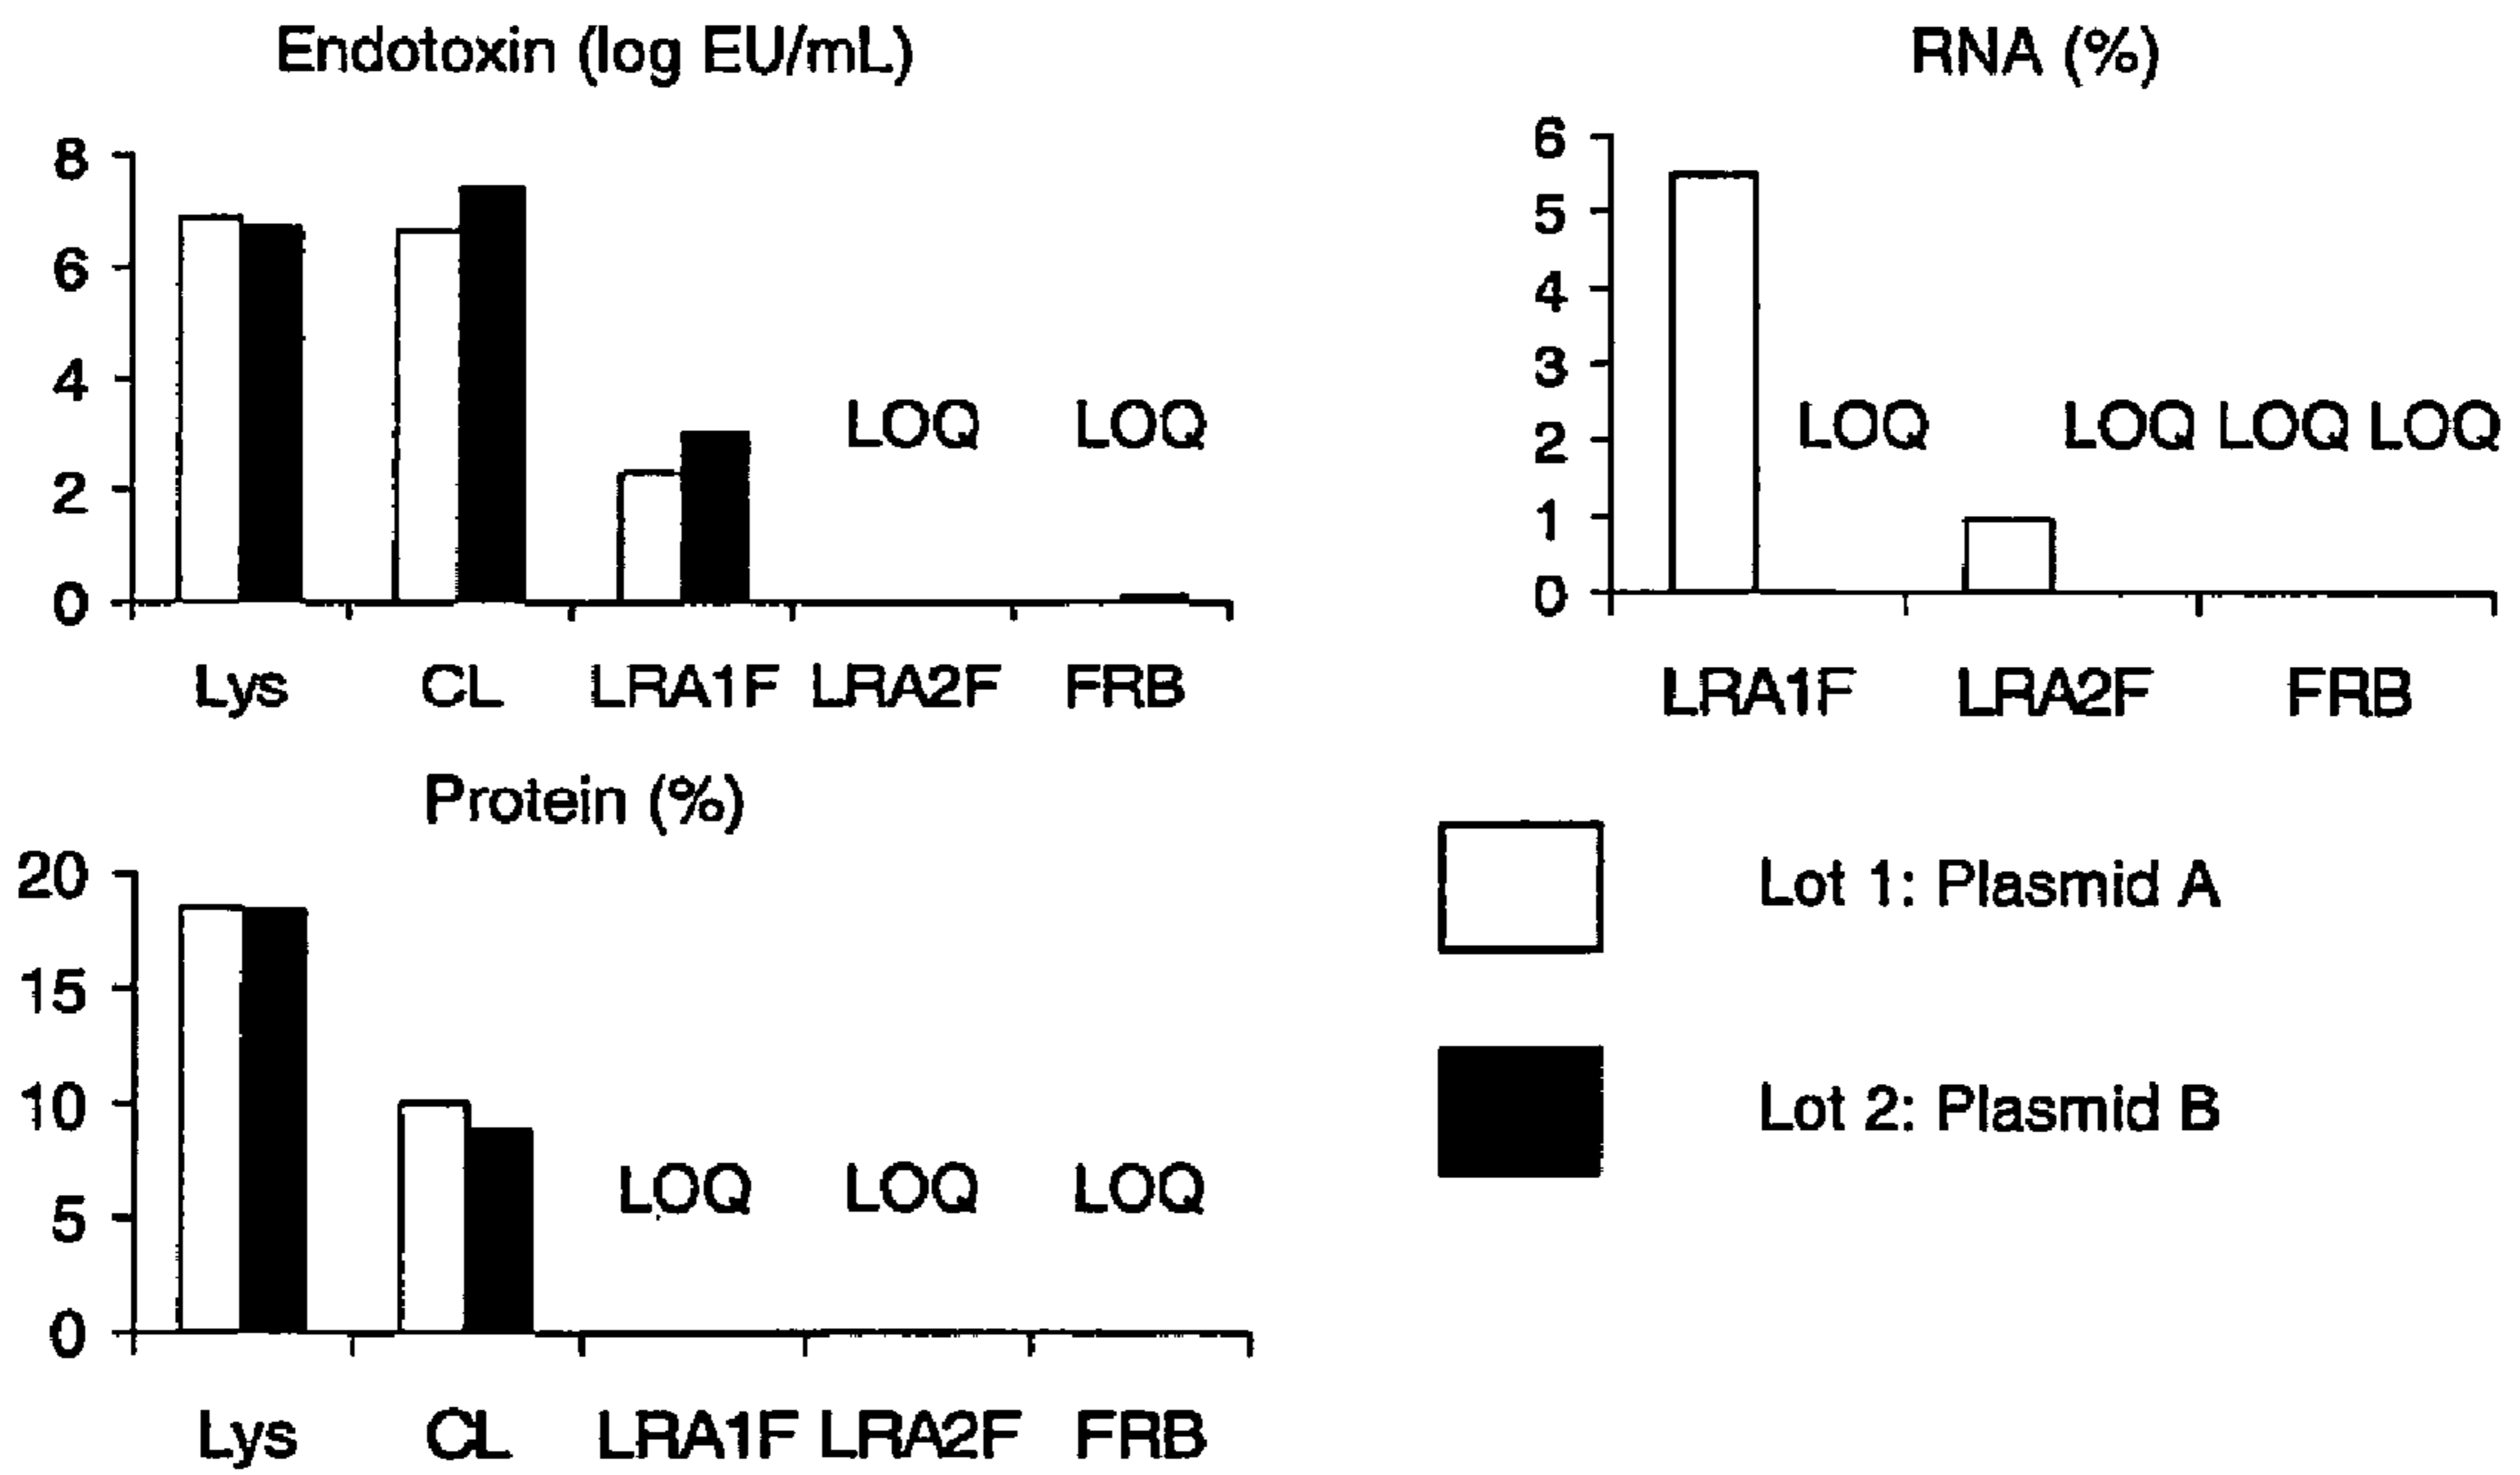 Endotoxin (log EU/mL)
8
6
4
2
0
LOQ LOQ
Lys CL LRA1F LRA2F FRB
RNA (%)
6
5
4
3
2
1
0
LOQ LOQ LOQ LOQ
LRA1F LRA2F FRB
Protein (%)
20
15
10
5
0
LOQ LOQ LOQ
Lys CL LRA1F LRA2F FRB
Lot 1: Plasmid A
Lot 2: Plasmid B